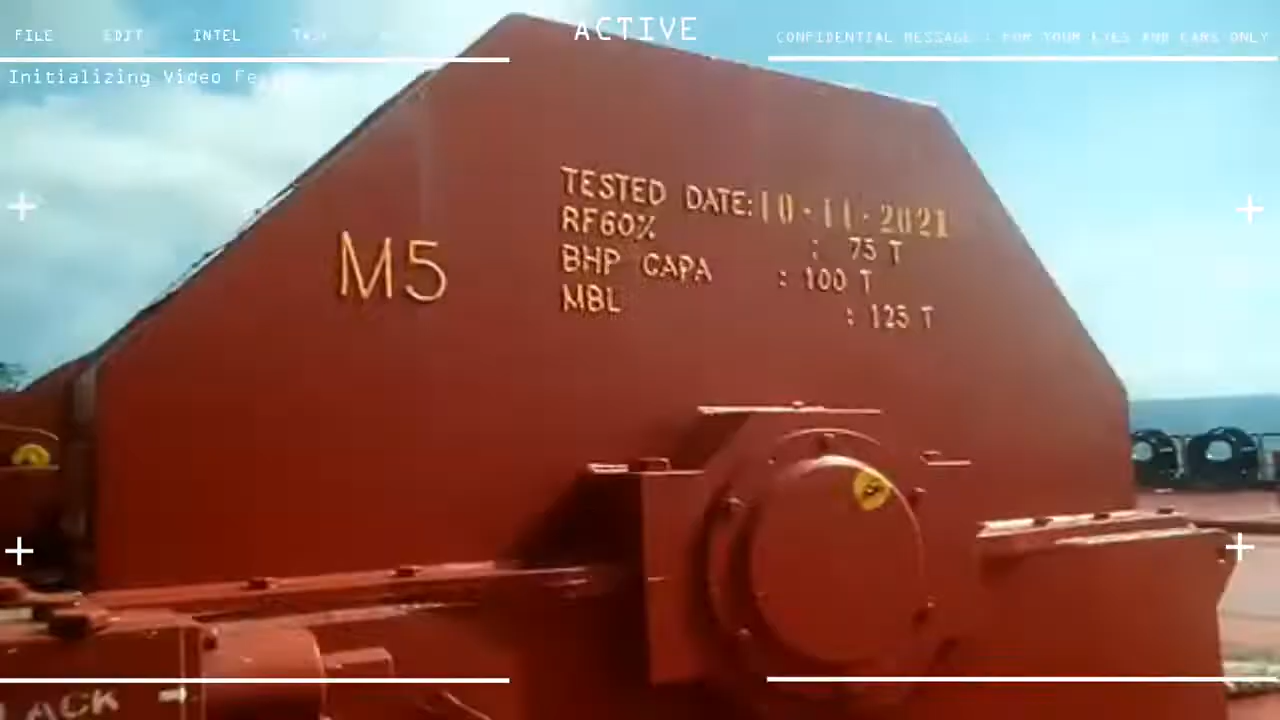 ACTIVE
FILE EDIT INTEL
CONFIDENTIAL MESSAGE : FOR YOUR EYES AND EARS ONLY
Initializing Video
TESTED DATE: 10-11-2021
RF60% : 75 T
BHP CAPA : 100 T
MBL : 125 T
M5